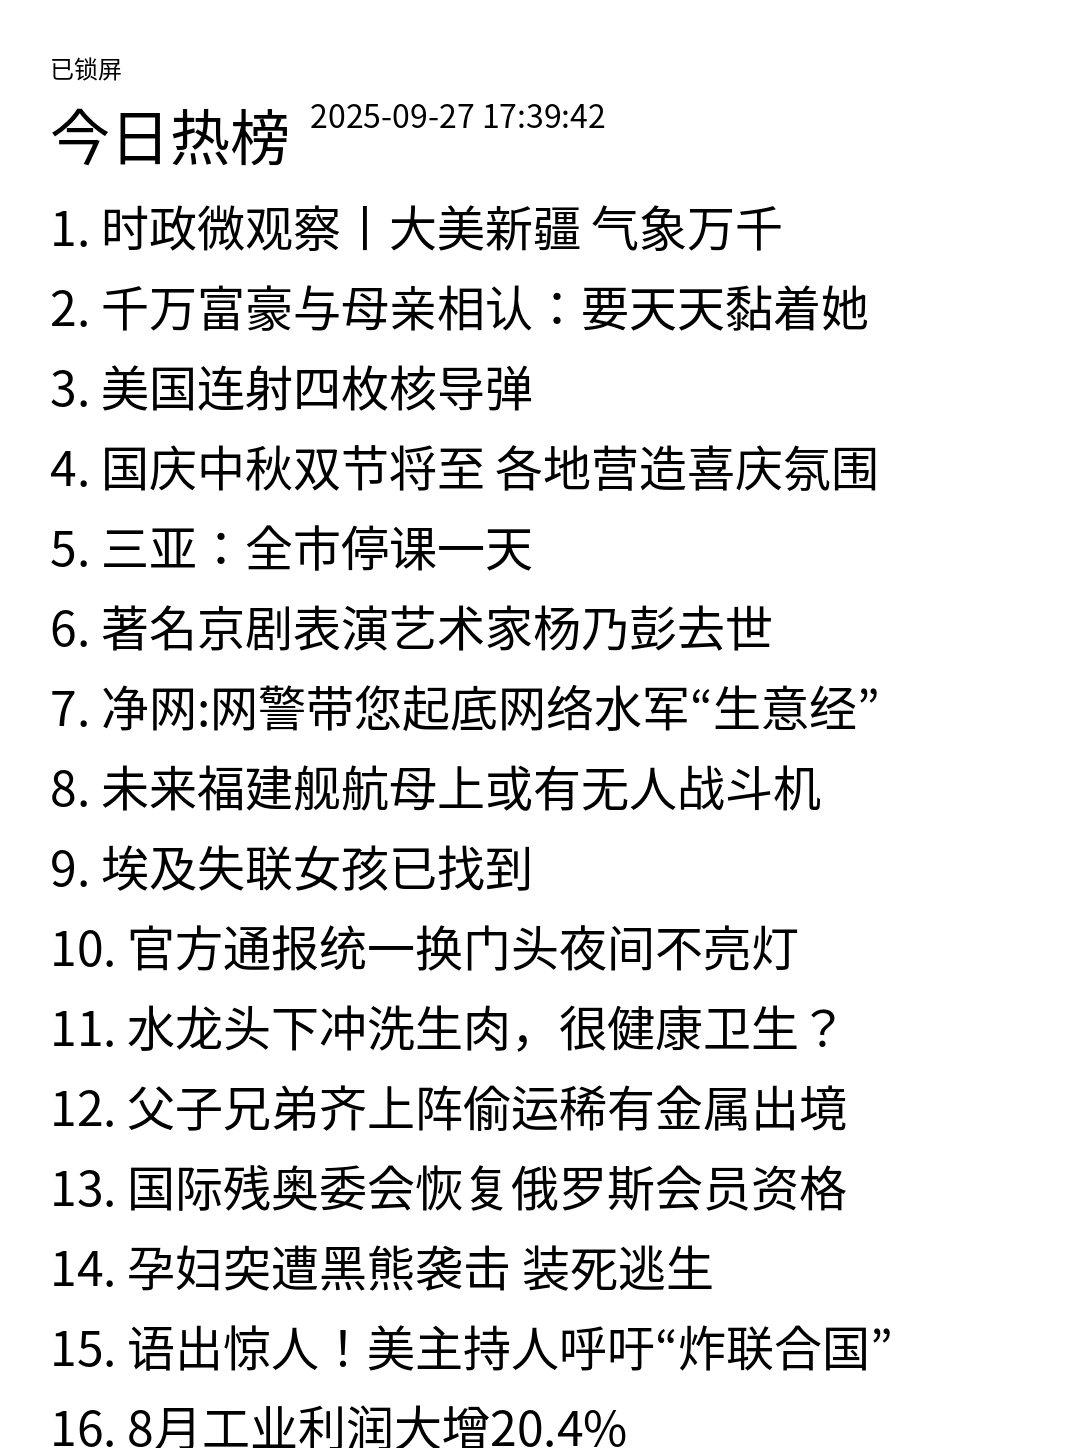 已锁屏
今日热榜 2025-09-27 17:39:42
1. 时政微观察丨大美新疆 气象万千
2. 千万富豪与母亲相认：要天天黏着她
3. 美国连射四枚核导弹
4. 国庆中秋双节将至 各地营造喜庆氛围
5. 三亚：全市停课一天
6. 著名京剧表演艺术家杨乃彭去世
7. 净网:网警带您起底网络水军“生意经”
8. 未来福建舰航母上或有无人战斗机
9. 埃及失联女孩已找到
10. 官方通报统一换门头夜间不亮灯
11. 水龙头下冲洗生肉，很健康卫生？
12. 父子兄弟齐上阵偷运稀有金属出境
13. 国际残奥委会恢复俄罗斯会员资格
14. 孕妇突遭黑熊袭击 装死逃生
15. 语出惊人！美主持人呼吁“炸联合国”
16. 8月工业利润大增20.4%